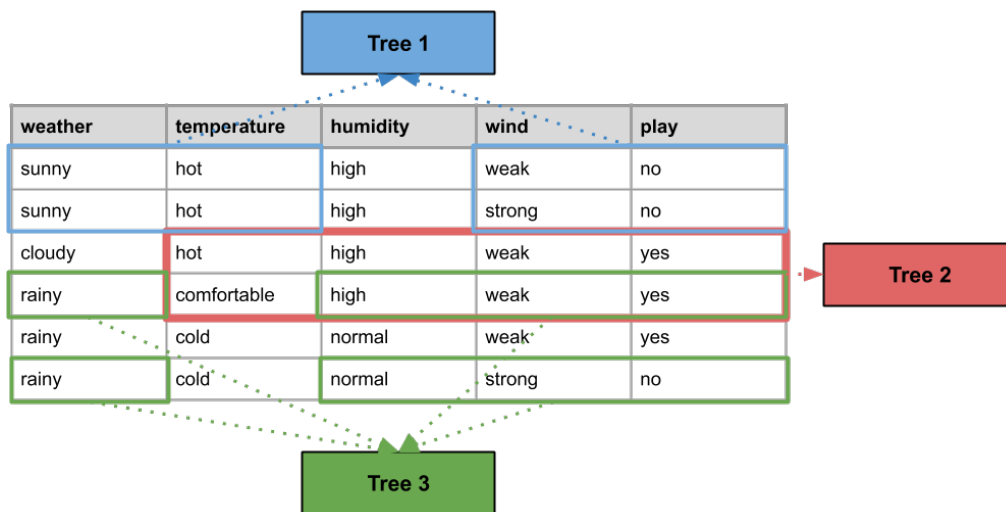 Tree 1
weather temperature humidity wind play
sunny hot high weak no
sunny hot high strong no
cloudy hot high weak yes
rainy comfortable high weak yes
rainy cold normal weak yes
rainy cold normal strong no
Tree 2
Tree 3